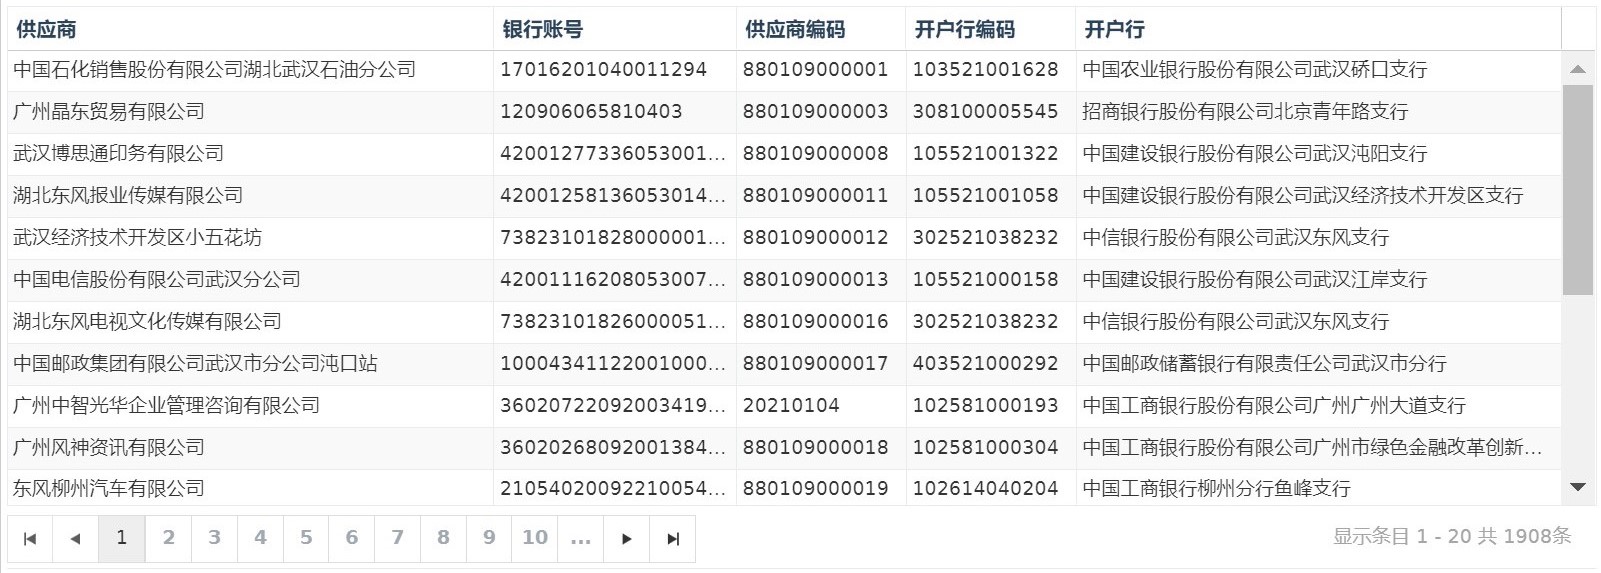 供应商 银行账号 供应商编码 开户行编码 开户行
中国石化销售股份有限公司湖北武汉石油分公司 17016201040011294 880109000001 103521001628 中国农业银行股份有限公司武汉硚口支行
广州晶东贸易有限公司 120906065810403 880109000003 308100005545 招商银行股份有限公司北京青年路支行
武汉博思通印务有限公司 42001277336053001... 880109000008 105521001322 中国建设银行股份有限公司武汉沌阳支行
湖北东风报业传媒有限公司 42001258136053014... 880109000011 105521001058 中国建设银行股份有限公司武汉经济技术开发区支行
武汉经济技术开发区小五花坊 73823101828000001... 880109000012 302521038232 中信银行股份有限公司武汉东风支行
中国电信股份有限公司武汉分公司 42001116208053007... 880109000013 105521000158 中国建设银行股份有限公司武汉江岸支行
湖北东风电视文化传媒有限公司 73823101826000051... 880109000016 302521038232 中信银行股份有限公司武汉东风支行
中国邮政集团有限公司武汉市分公司沌口站 10004341122001000... 880109000017 403521000292 中国邮政储蓄银行有限责任公司武汉市分行
广州中智光华企业管理咨询有限公司 36020722092003419... 20210104 102581000193 中国工商银行股份有限公司广州广州大道支行
广州风神资讯有限公司 36020268092001384... 880109000018 102581000304 中国工商银行股份有限公司广州市绿色金融改革创新...
东风柳州汽车有限公司 21054020092210054... 880109000019 102614040204 中国工商银行柳州分行鱼峰支行
1 2 3 4 5 6 7 8 9 10 ... 显示条目 1 - 20 共 1908条